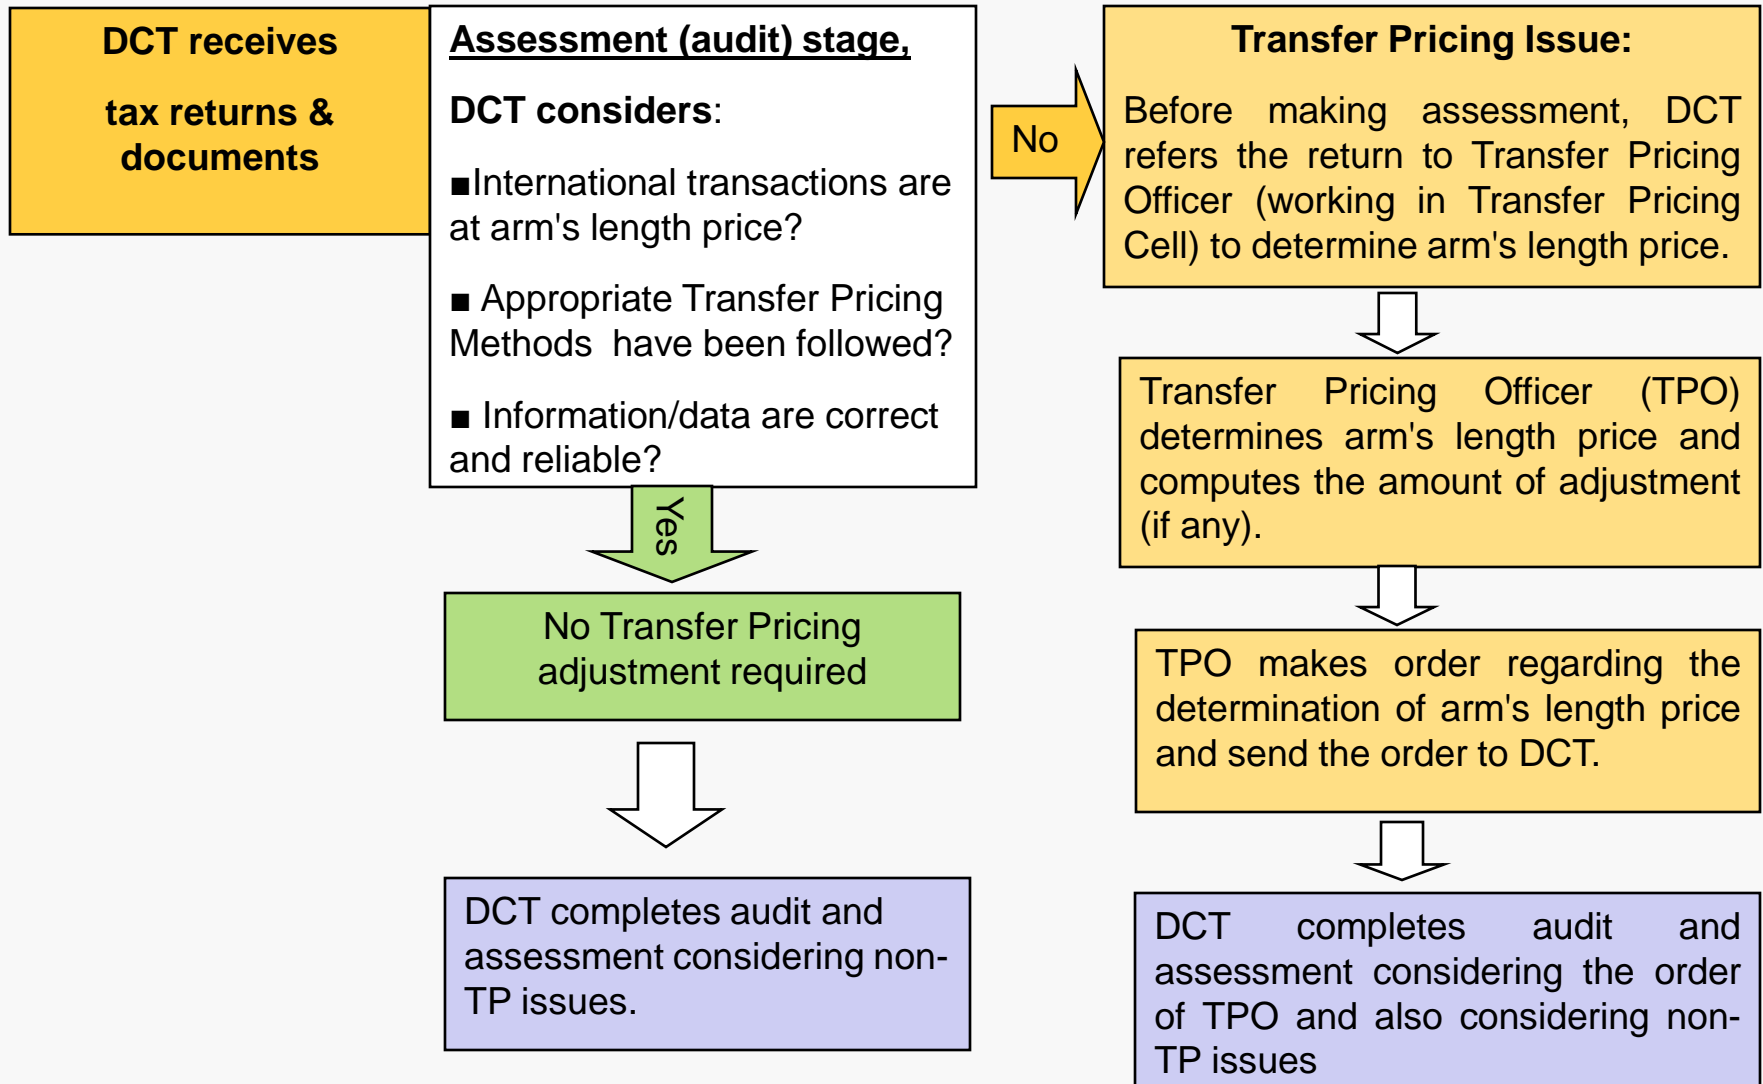 DCT receives
tax returns &
documents
Assessment (audit) stage,
DCT considers:
■International transactions are
at arm's length price?
■ Appropriate Transfer Pricing
Methods have been followed?
■ Information/data are correct
and reliable?
No
Transfer Pricing Issue:
Before making assessment, DCT
refers the return to Transfer Pricing
Officer (working in Transfer Pricing
Cell) to determine arm's length price.
Yes
Transfer Pricing Officer (TPO)
determines arm's length price and
computes the amount of adjustment
(if any).
No Transfer Pricing
adjustment required
TPO makes order regarding the
determination of arm's length price
and send the order to DCT.
DCT completes audit and
assessment considering non-
TP issues.
DCT completes audit and
assessment considering the order
of TPO and also considering non-
TP issues